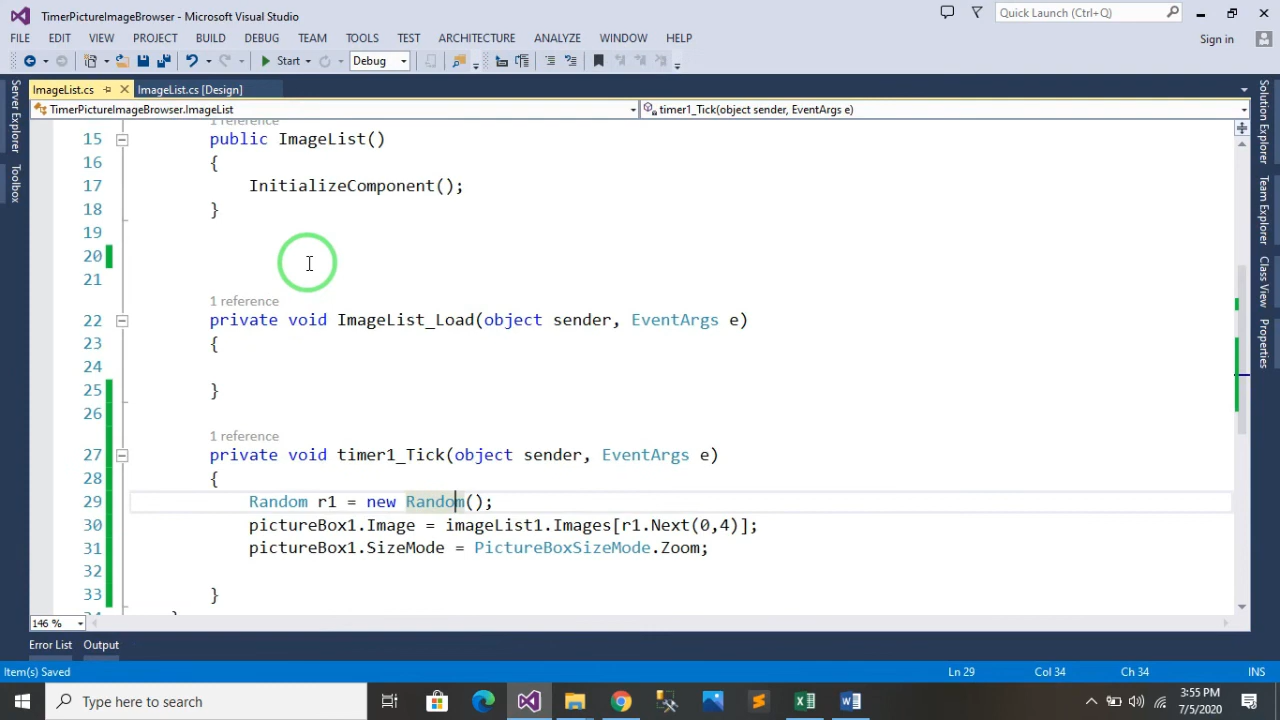 TimerPictureImageBrowser - Microsoft Visual Studio
Quick Launch (Ctrl+Q)
FILE EDIT VIEW PROJECT BUILD DEBUG TEAM TOOLS TEST ARCHITECTURE ANALYZE WINDOW HELP
Sign in
Start Debug
ImageList.cs ImageList.cs [Design]
TimerPictureImageBrowser.ImageList timer1_Tick(object sender, EventArgs e)
Server Explorer
Toolbox
Solution Explorer
Team Explorer
Class View
Properties
1 reference
15 public ImageList()
16 {
17 InitializeComponent();
18 }
19
20
21
1 reference
22 private void ImageList_Load(object sender, EventArgs e)
23 {
24
25 }
26
1 reference
27 private void timer1_Tick(object sender, EventArgs e)
28 {
29 Random r1 = new Random();
30 pictureBox1.Image = imageList1.Images[r1.Next(0,4)];
31 pictureBox1.SizeMode = PictureBoxSizeMode.Zoom;
32
33 }
34 }
146 %
Error List Output
Item(s) Saved Ln 29 Col 34 Ch 34 INS
Type here to search
3:55 PM
7/5/2020